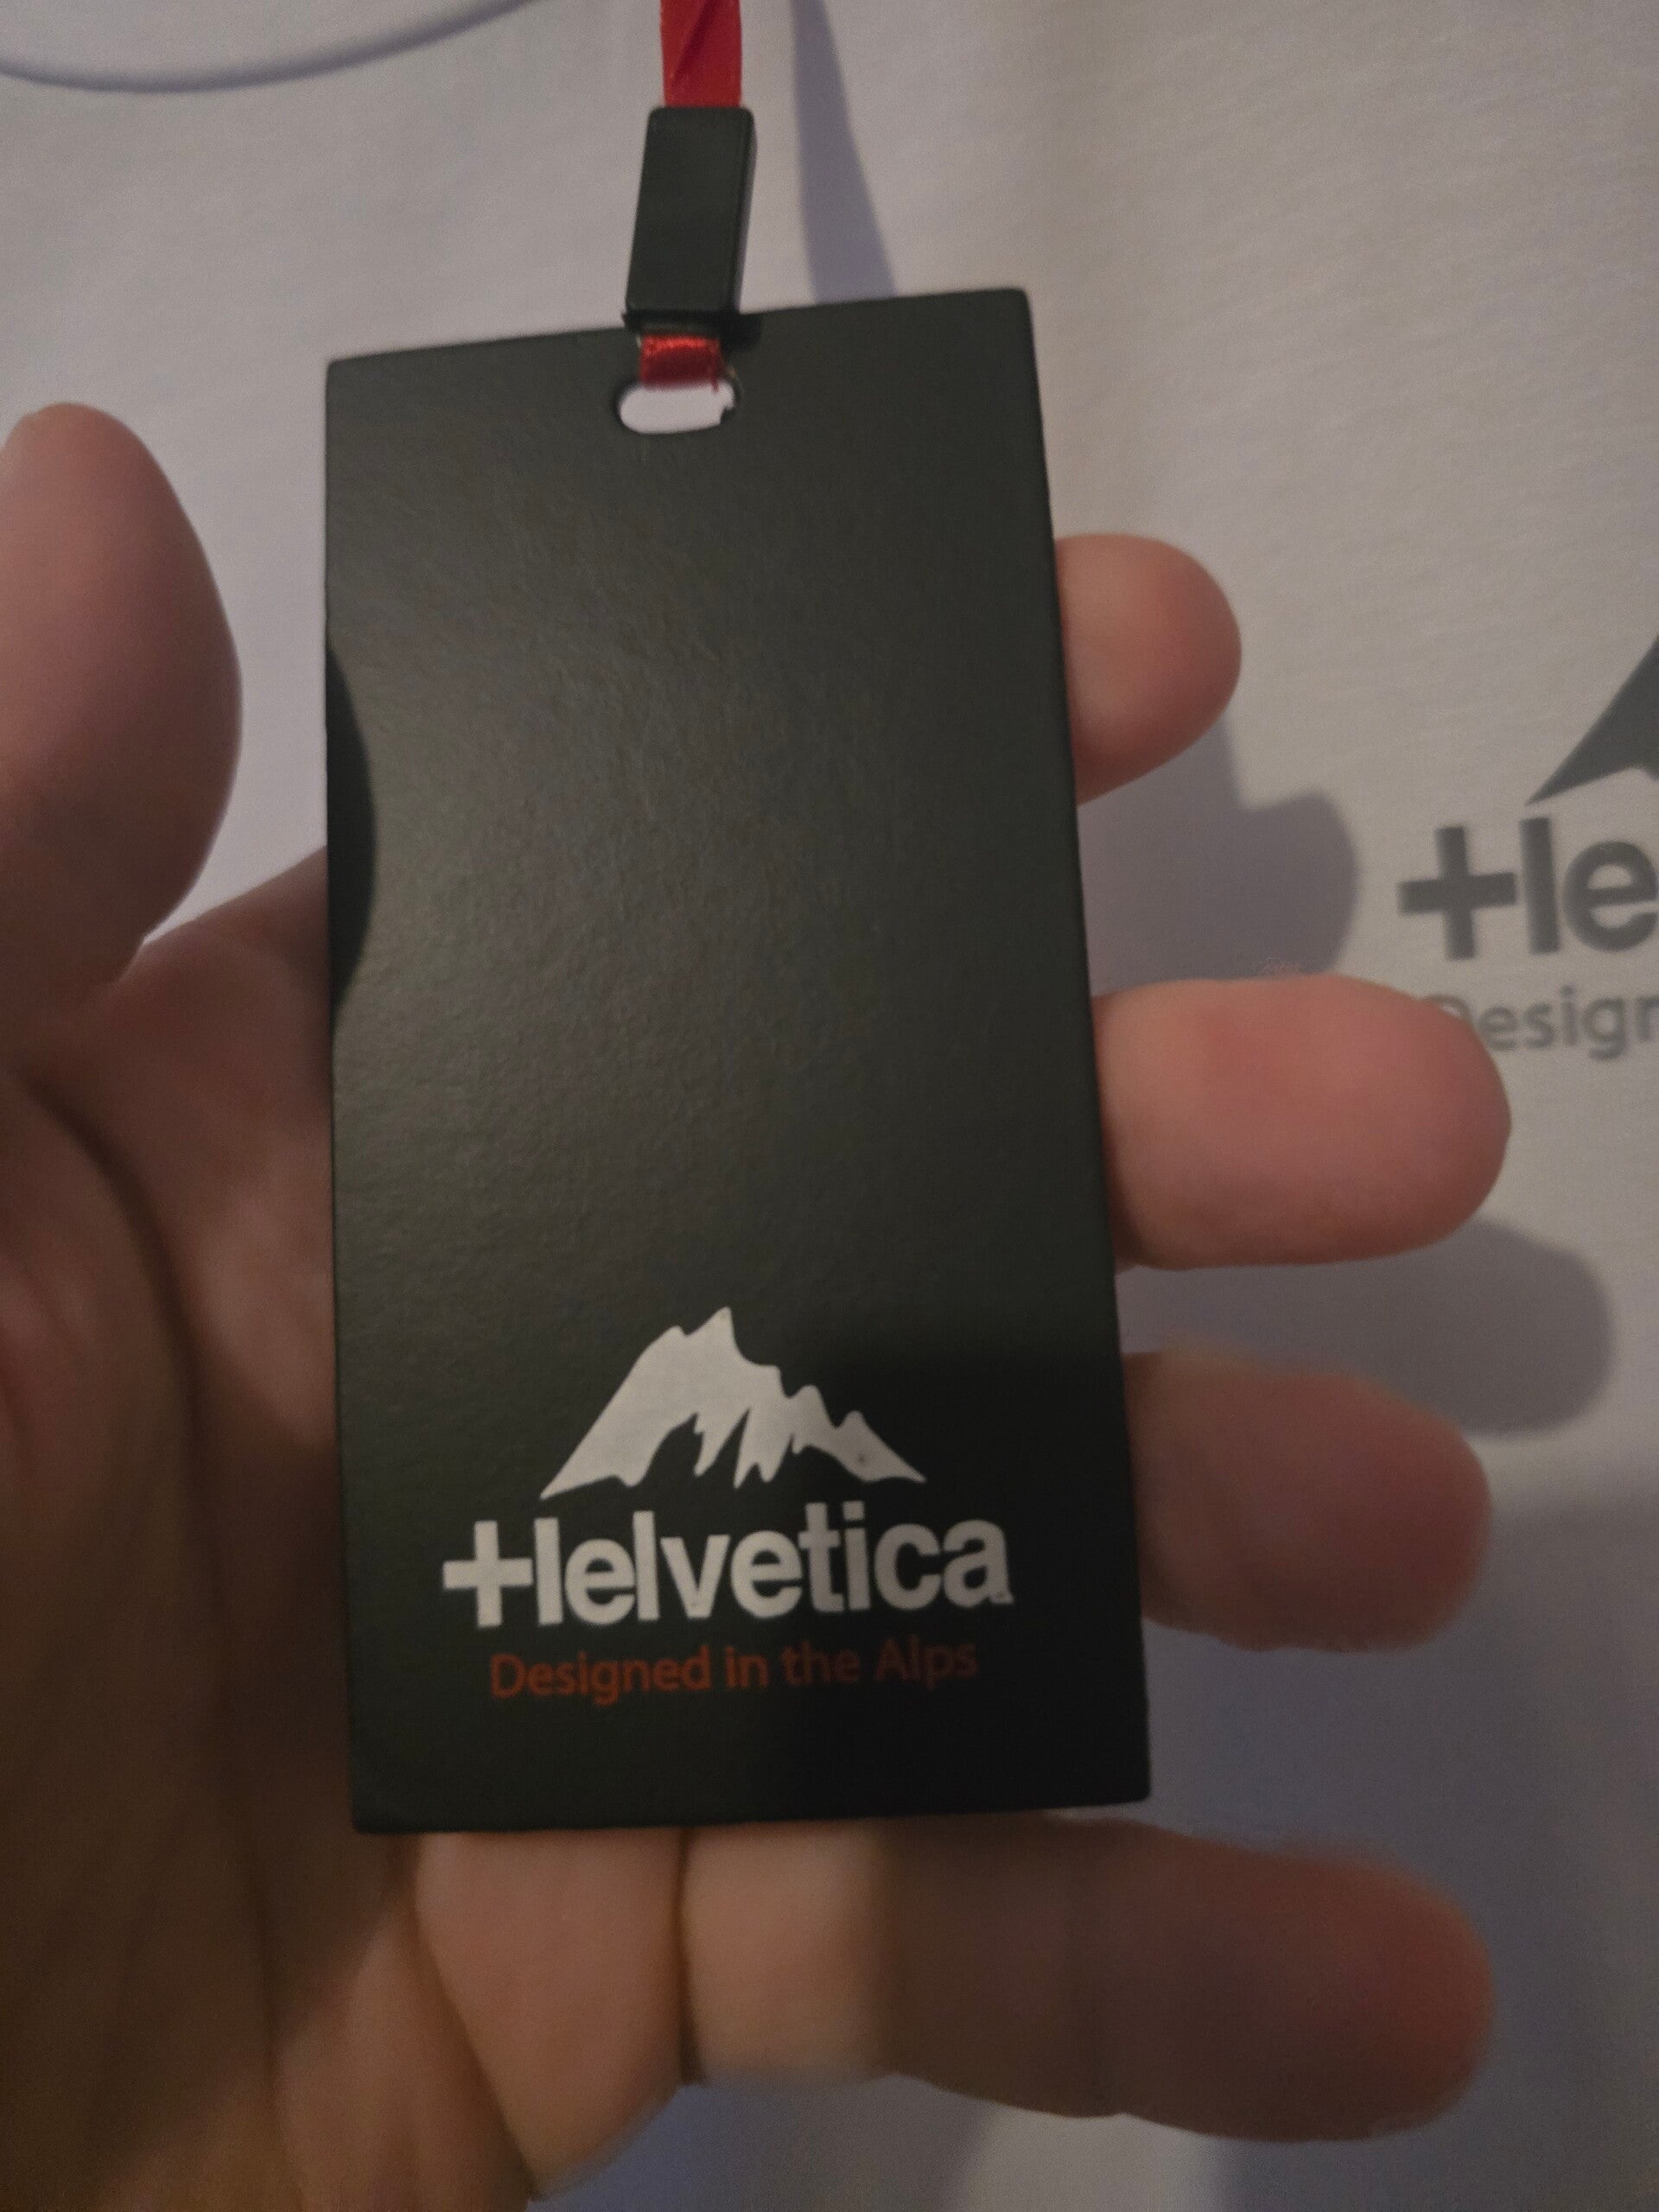 Helvetica
Designed in the Alps